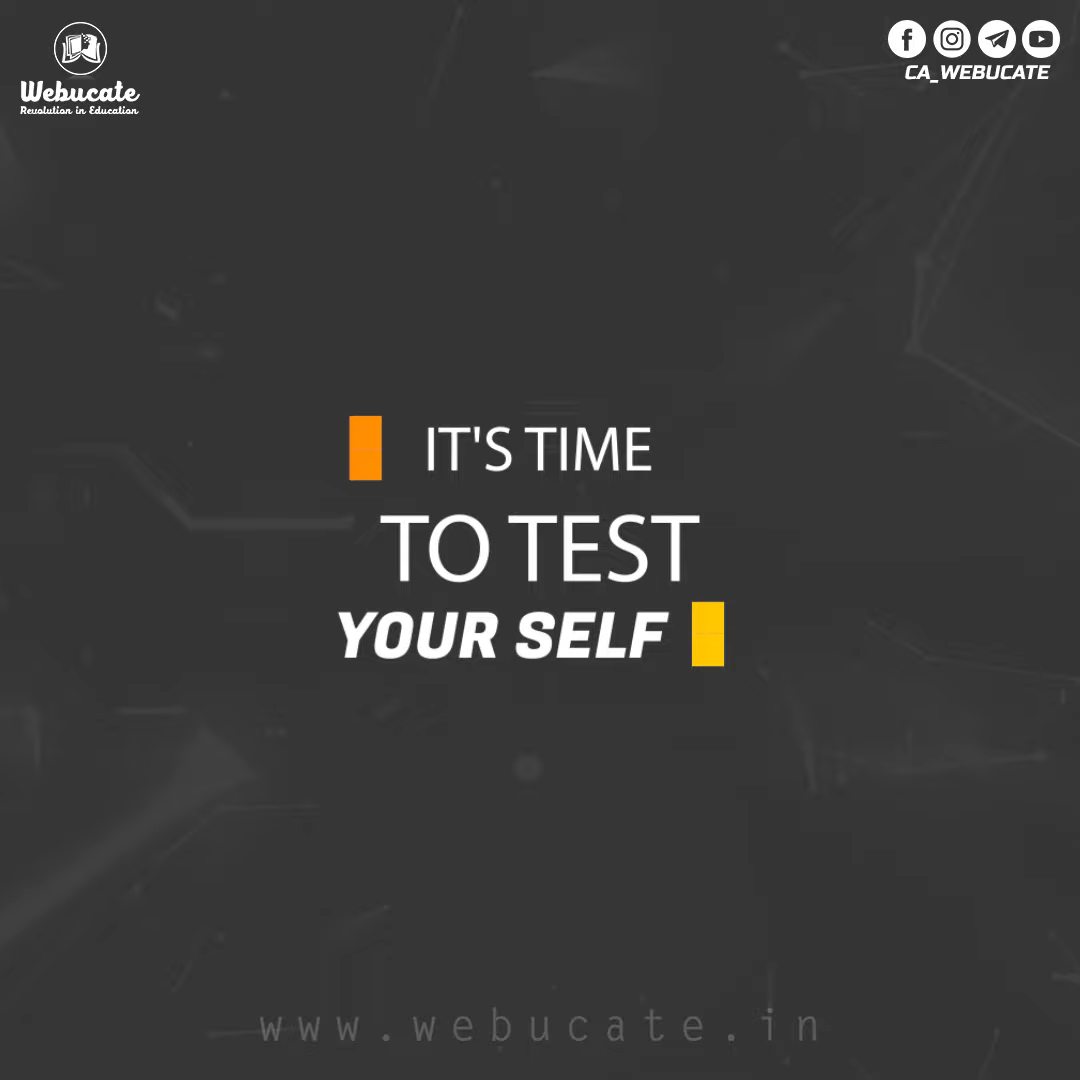 Webucate
Revolution in Education
CA_WEBUCATE
IT'S TIME
TO TEST
YOUR SELF
www.webucate.in